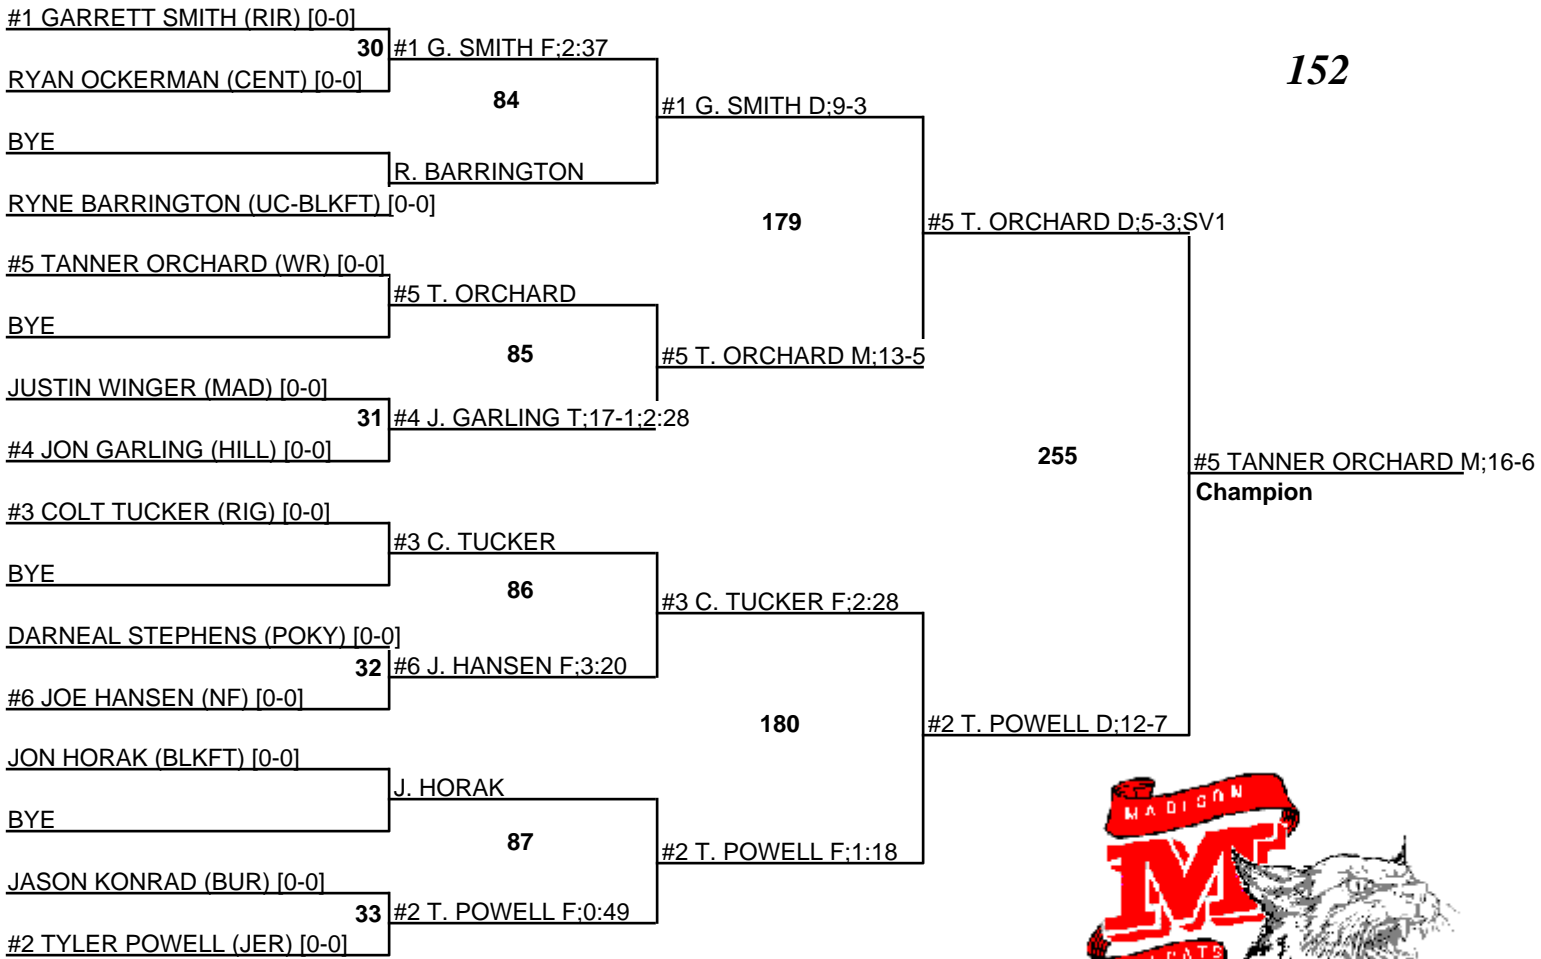 #1 GARRETT SMITH (RIR) [0-0]
30 #1 G. SMITH F;2:37
152
RYAN OCKERMAN (CENT) [0-0]
84
#1 G. SMITH D;9-3
BYE
R. BARRINGTON
RYNE BARRINGTON (UC-BLKFT) [0-0]
179
#5 T. ORCHARD D;5-3;SV1
#5 TANNER ORCHARD (WR) [0-0]
#5 T. ORCHARD
BYE
85
#5 T. ORCHARD M;13-5
JUSTIN WINGER (MAD) [0-0]
31 #4 J. GARLING T;17-1;2:28
#4 JON GARLING (HILL) [0-0]
255
#5 TANNER ORCHARD M;16-6
Champion
#3 COLT TUCKER (RIG) [0-0]
#3 C. TUCKER
BYE
86
#3 C. TUCKER F;2:28
DARNEAL STEPHENS (POKY) [0-0]
32 #6 J. HANSEN F;3:20
#6 JOE HANSEN (NF) [0-0]
180
#2 T. POWELL D;12-7
JON HORAK (BLKFT) [0-0]
J. HORAK
BYE
87
#2 T. POWELL F;1:18
JASON KONRAD (BUR) [0-0]
33 #2 T. POWELL F;0:49
#2 TYLER POWELL (JER) [0-0]
MADISON
M